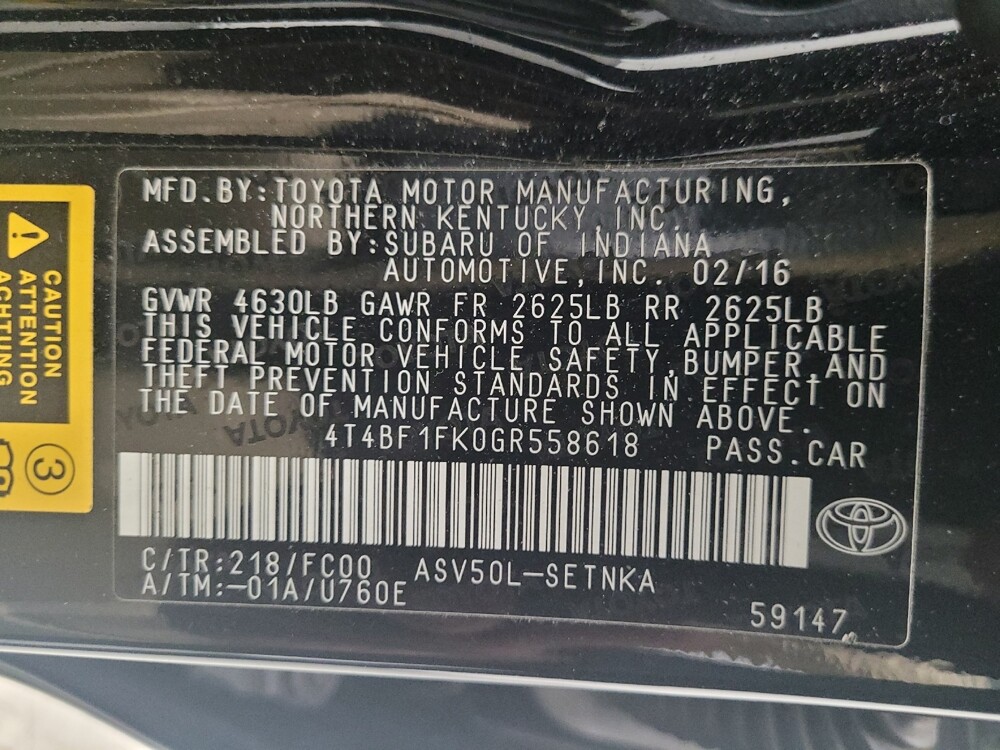 MFD.BY:TOYOTA MOTOR MANUFACTURING,
NORTHERN KENTUCKY, INC.
ASSEMBLED BY:SUBARU OF INDIANA
AUTOMOTIVE,INC. 02/16
GVWR 4630LB GAWR FR 2625LB RR 2625LB
THIS VEHICLE CONFORMS TO ALL APPLICABLE
FEDERAL MOTOR VEHICLE SAFETY,BUMPER,AND
THEFT PREVENTION STANDARDS IN EFFECT ON
THE DATE OF MANUFACTURE SHOWN ABOVE.
4T4BF1FK0GR558618 PASS.CAR
C/TR:218/FC00 ASV50L-SETNKA
A/TM:-01A/U760E
59147
CAUTION
ATTENTION
ACHTUNG
3
TOYOTA